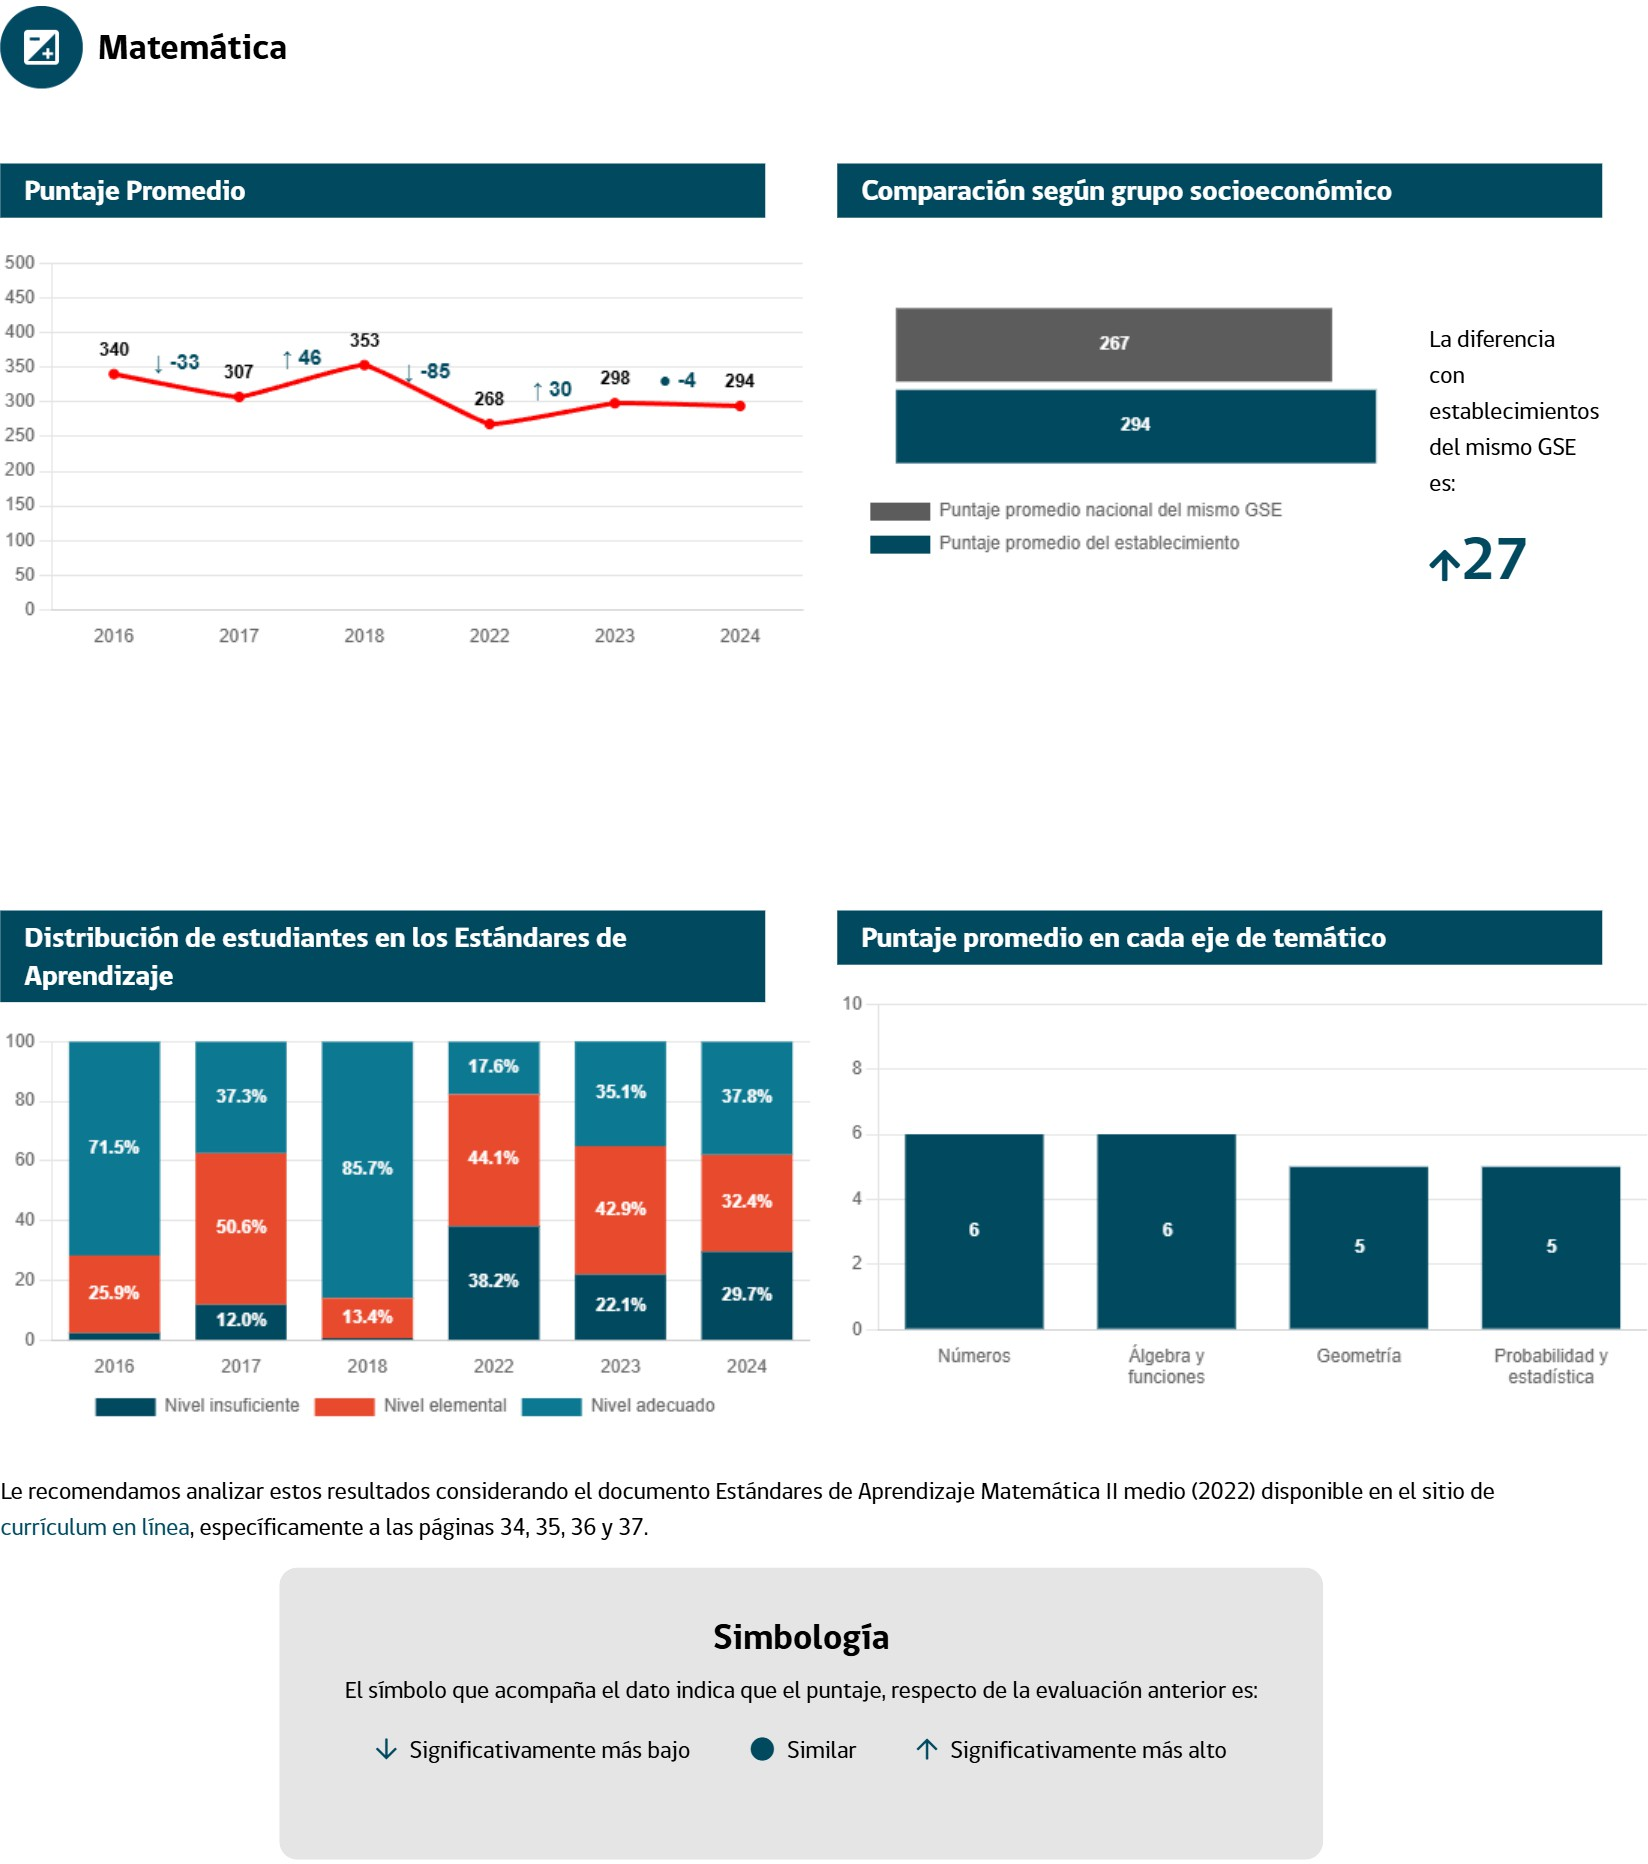 Matemática
Puntaje Promedio
500
450
400
350
300
250
200
150
100
50
0
340
↓ -33
307
↑ 46
353
↓ -85
268
↑ 30
298
● -4
294
2016
2017
2018
2022
2023
2024
Comparación según grupo socioeconómico
267
294
Puntaje promedio nacional del mismo GSE
Puntaje promedio del establecimiento
La diferencia
con
establecimientos
del mismo GSE
es:
↑27
Distribución de estudiantes en los Estándares de
Aprendizaje
100
80
60
40
20
0
71.5%
25.9%
37.3%
50.6%
12.0%
85.7%
13.4%
17.6%
44.1%
38.2%
35.1%
42.9%
22.1%
37.8%
32.4%
29.7%
2016
2017
2018
2022
2023
2024
Nivel insuficiente
Nivel elemental
Nivel adecuado
Puntaje promedio en cada eje de temático
10
8
6
4
2
0
6
6
5
5
Números
Álgebra y
funciones
Geometría
Probabilidad y
estadística
Le recomendamos analizar estos resultados considerando el documento Estándares de Aprendizaje Matemática II medio (2022) disponible en el sitio de
currículum en línea, específicamente a las páginas 34, 35, 36 y 37.
Simbología
El símbolo que acompaña el dato indica que el puntaje, respecto de la evaluación anterior es:
↓ Significativamente más bajo
● Similar
↑ Significativamente más alto